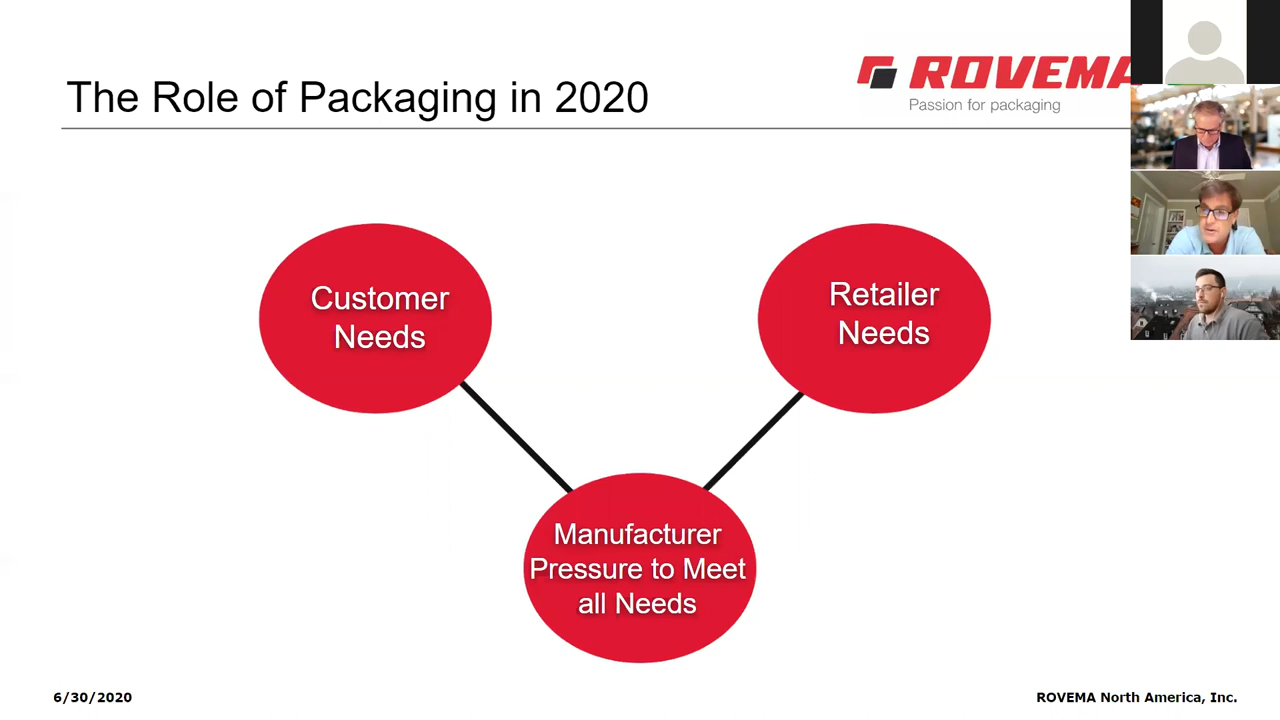 The Role of Packaging in 2020
ROVEMA
Passion for packaging
Customer
Needs
Retailer
Needs
Manufacturer
Pressure to Meet
all Needs
6/30/2020
ROVEMA North America, Inc.